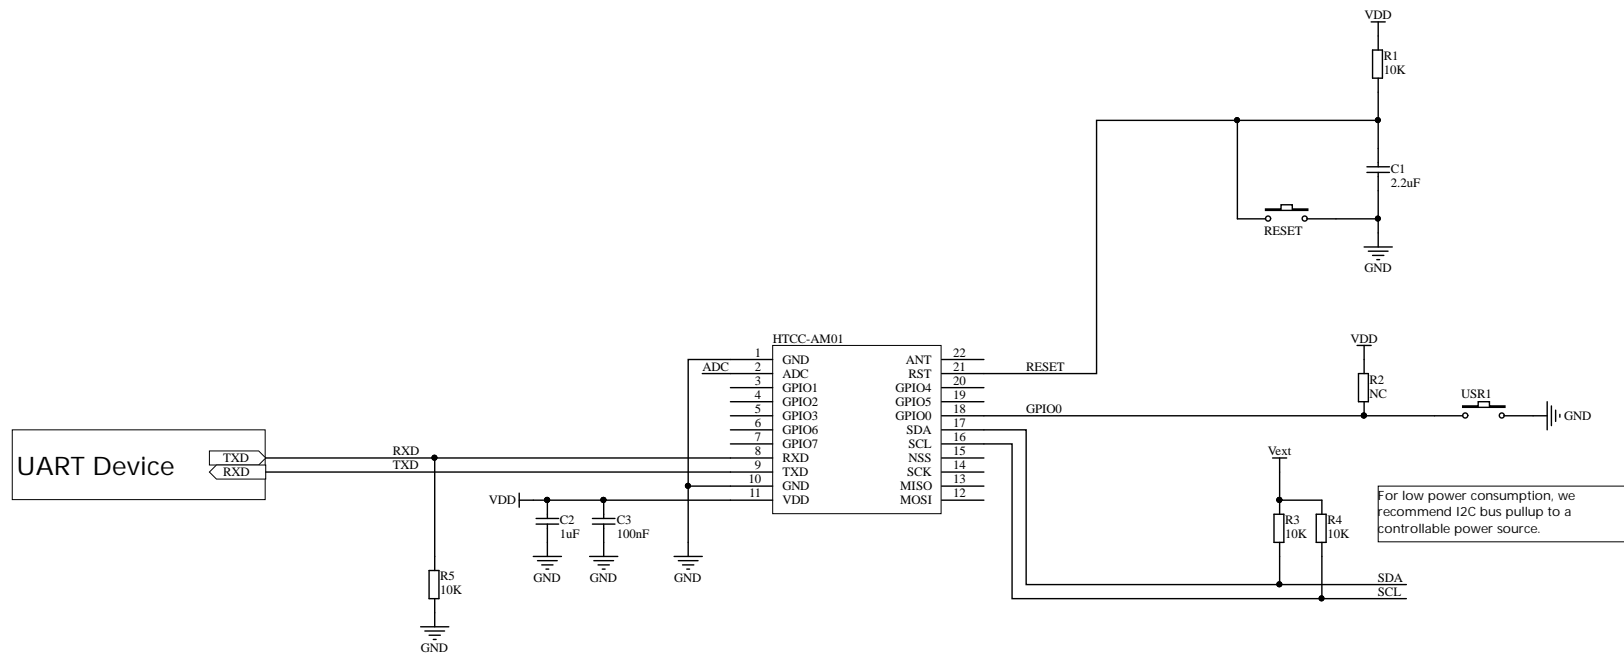 VDD
R1
10K
C1
2.2uF
RESET
GND
HTCC-AM01
1 GND ANT 22
ADC 2 ADC RST 21 RESET
3 GPIO1 GPIO4 20
4 GPIO2 GPIO5 19
5 GPIO3 GPIO0 18 GPIO0
6 GPIO6 SDA 17
7 GPIO7 SCL 16
8 RXD NSS 15
9 TXD SCK 14
10 GND MISO 13
11 VDD MOSI 12
VDD
R2
NC
USR1
GND
UART Device
TXD RXD
RXD TXD
VDD
C2
1uF
GND
C3
100nF
GND
GND
R5
10K
GND
Vext
R3
10K
R4
10K
SDA
SCL
For low power consumption, we
recommend I2C bus pullup to a
controllable power source.